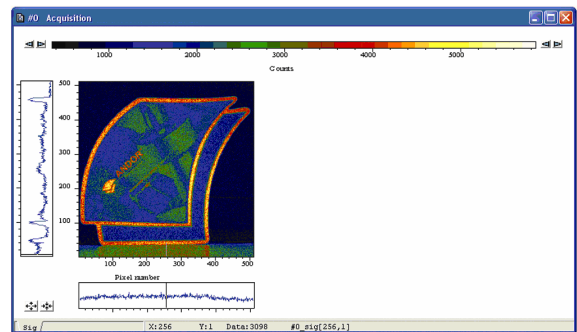 #0 Acquisition
1000 2000 3000 4000 5000
Counts
500
400
300
200
100
ANDOR
100 200 300 400 500
Pixel number
Sig X:256 Y:1 Data:3098 #0_sig[256,1]